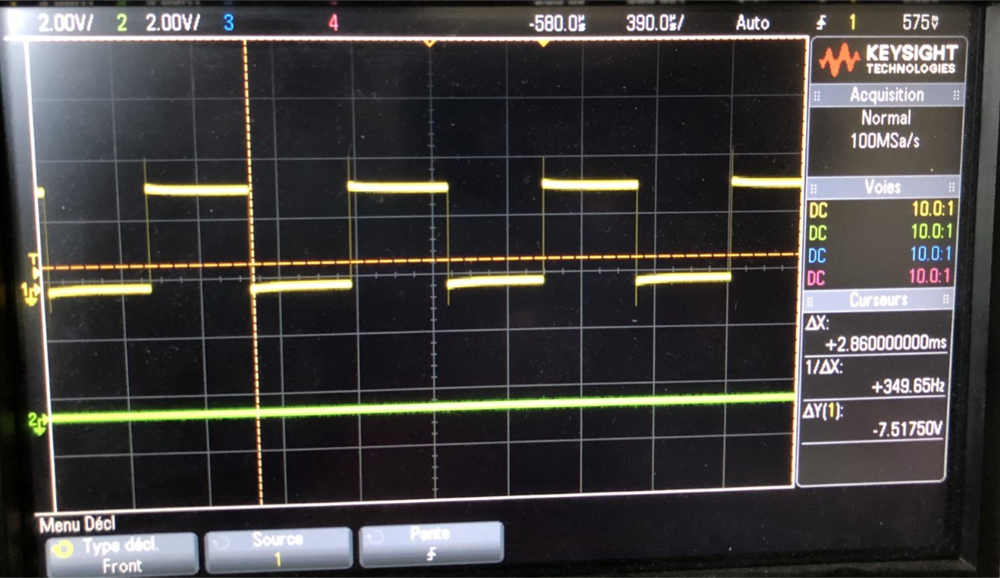 2.00V/ 2 2.00V/ 3 4 -580.0µs 390.0µs/ Auto 1 575mV
KEYSIGHT
TECHNOLOGIES
Acquisition
Normal
100MSa/s
Voies
DC 10.0:1
DC 10.0:1
DC 10.0:1
DC 10.0:1
Curseurs
ΔX:
+2.860000000ms
1/ΔX:
+349.65Hz
ΔY(1):
-7.51750V
T
1
2
Menu Décl
Type décl.
Front
Source
1
Pente